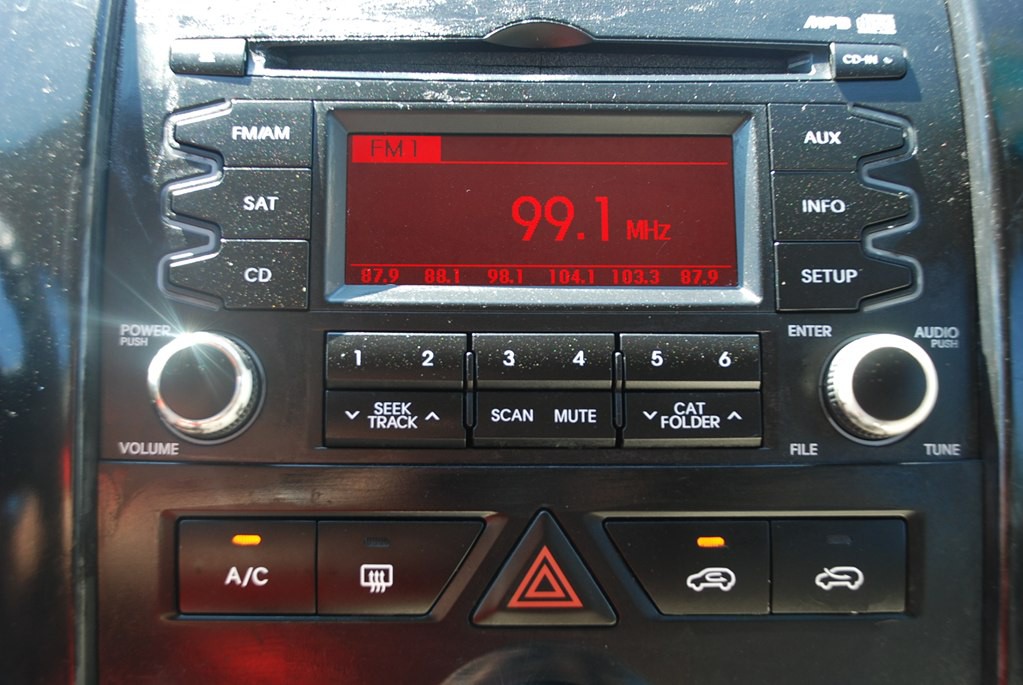 MP3
CD-IN
FM/AM
AUX
FM1
SAT
99.1 MHz
INFO
CD
87.9 88.1 98.1 104.1 103.3 87.9
SETUP
POWER
PUSH
1 2 3 4 5 6
ENTER
AUDIO
PUSH
SEEK
TRACK
SCAN MUTE
CAT
FOLDER
VOLUME
FILE
TUNE
A/C